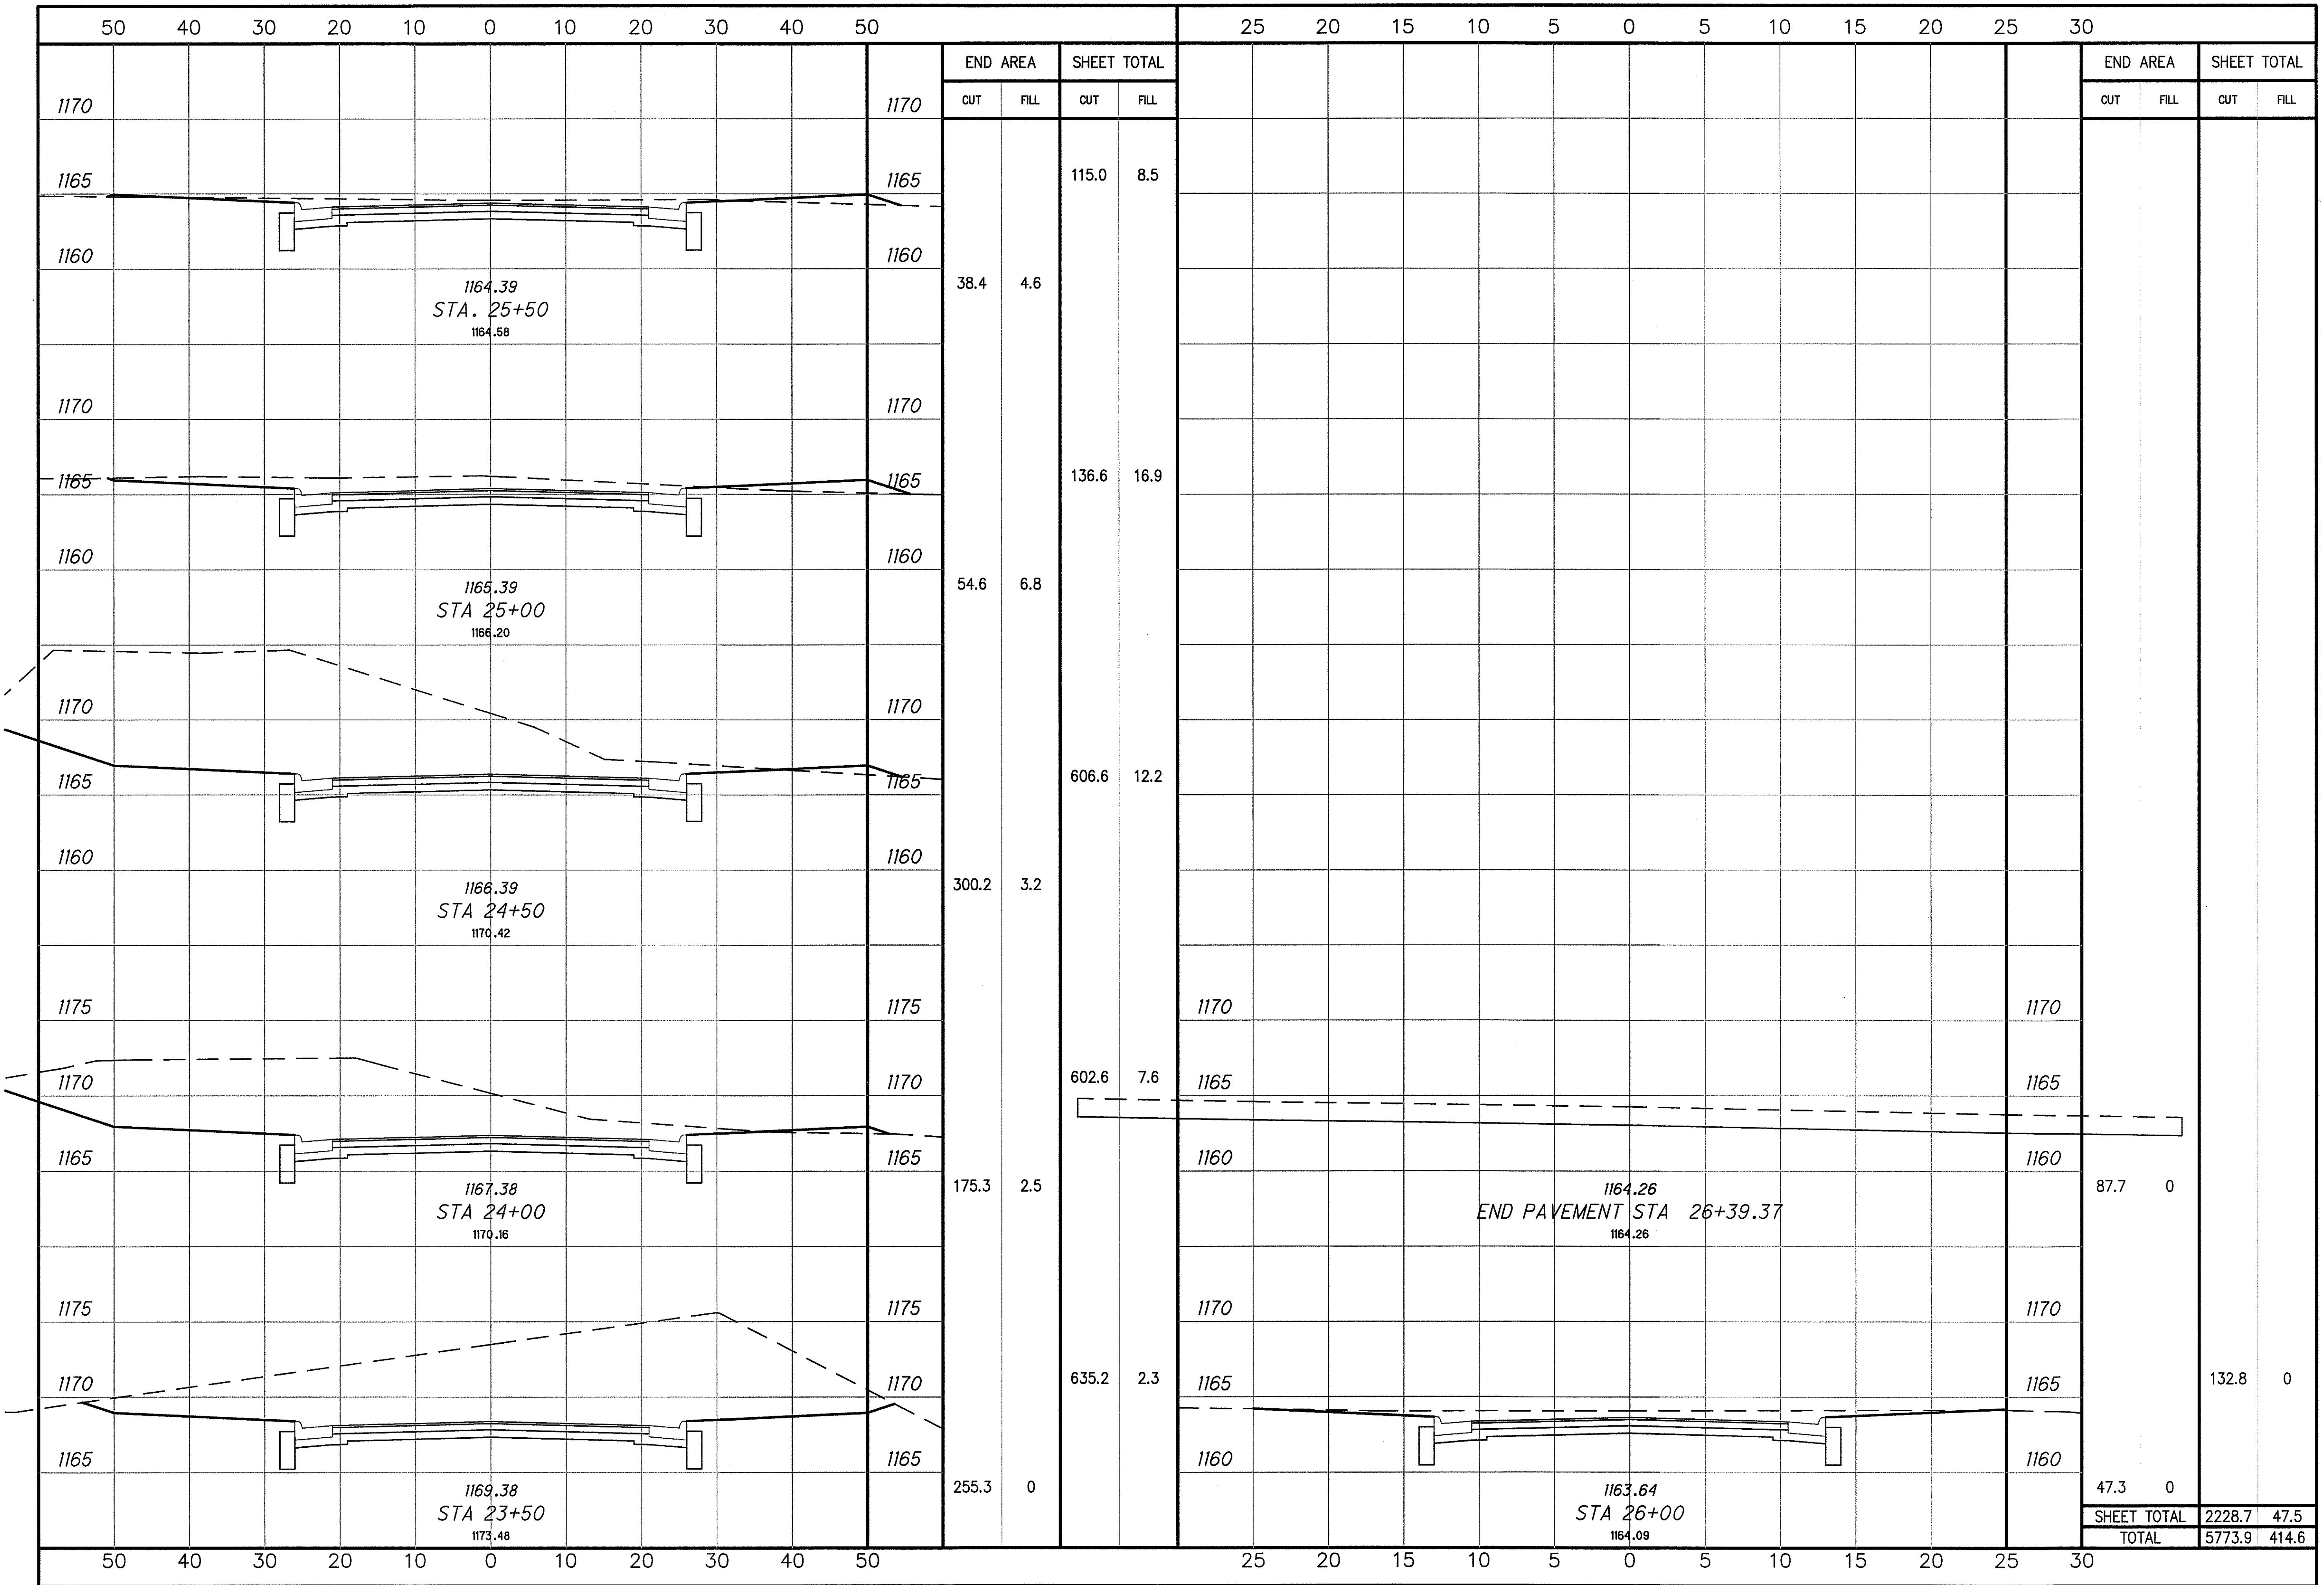 50 40 30 20 10 0 10 20 30 40 50
25 20 15 10 5 0 5 10 15 20 25 30
END AREA SHEET TOTAL
CUT FILL CUT FILL
1170 1170
115.0 8.5
1165 1165
1160 1160
38.4 4.6
1164.39
STA. 25+50
1164.58
1170 1170
136.6 16.9
1165 1165
1160 1160
54.6 6.8
1165.39
STA 25+00
1166.20
1170 1170
606.6 12.2
1165 1165
1160 1160
300.2 3.2
1166.39
STA 24+50
1170.42
1175 1175
602.6 7.6
1170 1170
1165 1165
175.3 2.5
1167.38
STA 24+00
1170.16
1175 1175
635.2 2.3
1170 1170
1165 1165
255.3 0
1169.38
STA 23+50
1173.48
50 40 30 20 10 0 10 20 30 40 50
END AREA SHEET TOTAL
CUT FILL CUT FILL
1170 1170
1165 1165
1160 1160
87.7 0
1164.26
END PAVEMENT STA 26+39.37
1164.26
1170 1170
132.8 0
1165 1165
1160 1160
47.3 0
1163.64
STA 26+00
1164.09
SHEET TOTAL 2228.7 47.5
TOTAL 5773.9 414.6
25 20 15 10 5 0 5 10 15 20 25 30